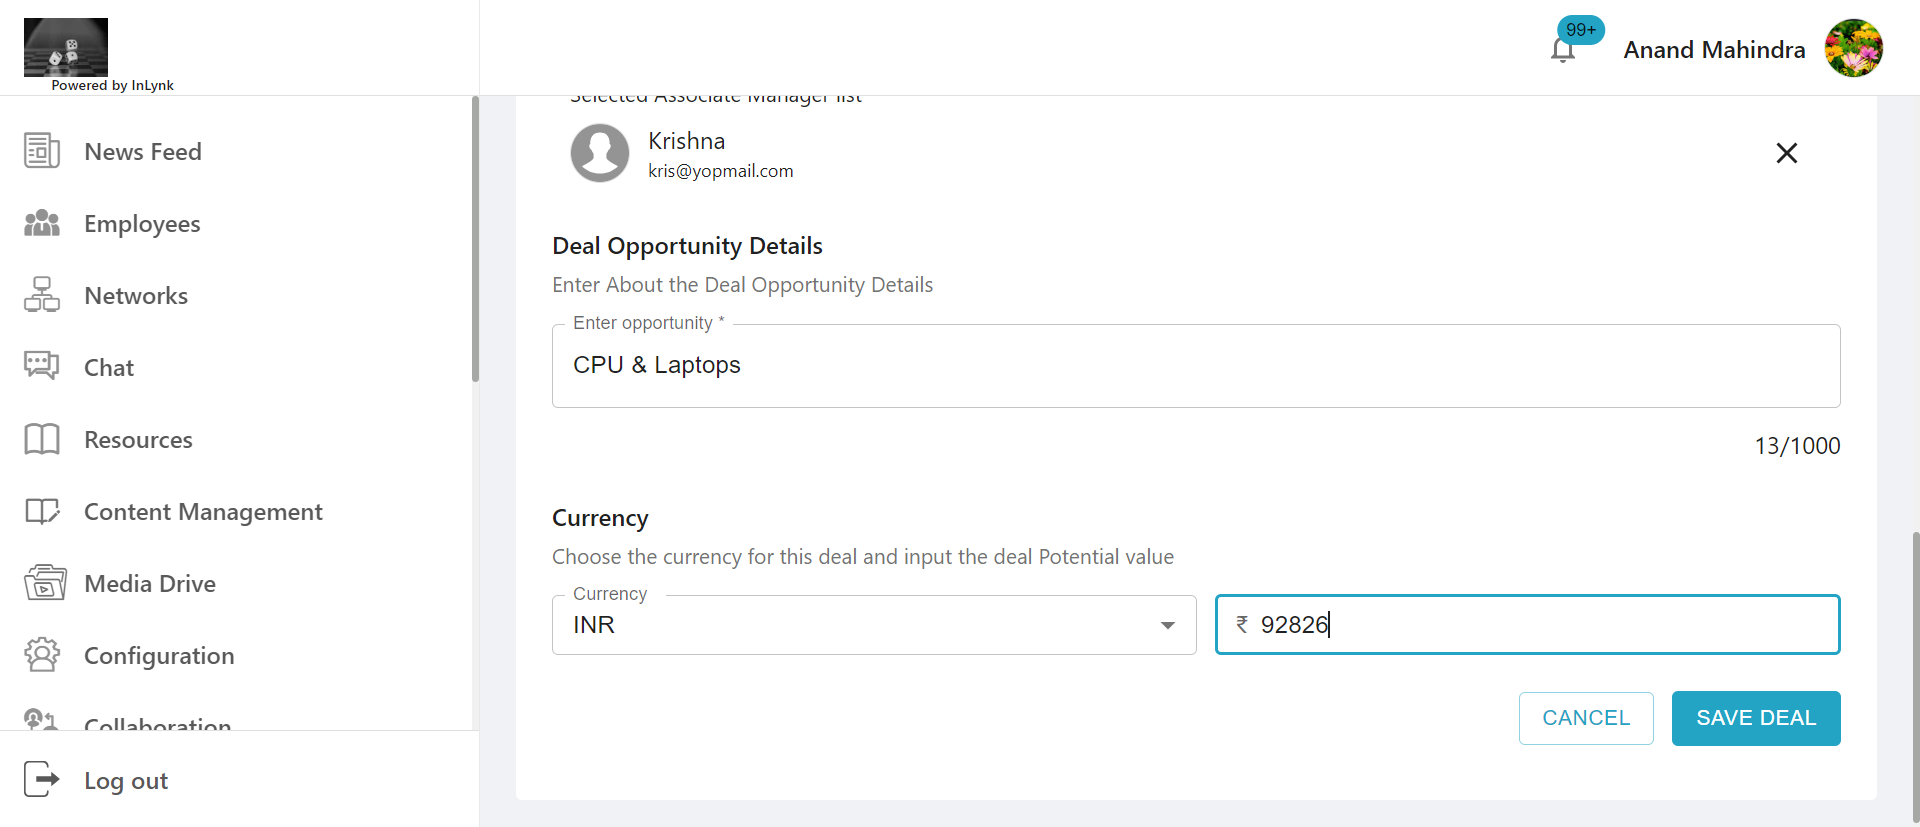 Powered by InLynk
99+
Anand Mahindra
News Feed
Employees
Networks
Chat
Resources
Content Management
Media Drive
Configuration
Collaboration
Log out
Selected Associate Manager list
Krishna
kris@yopmail.com
Deal Opportunity Details
Enter About the Deal Opportunity Details
Enter opportunity *
CPU & Laptops
13/1000
Currency
Choose the currency for this deal and input the deal Potential value
Currency
INR
₹ 92826
CANCEL
SAVE DEAL